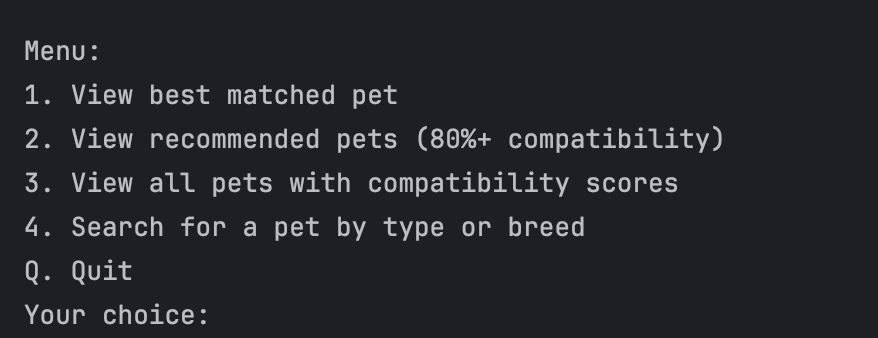 Menu:
1. View best matched pet
2. View recommended pets (80%+ compatibility)
3. View all pets with compatibility scores
4. Search for a pet by type or breed
Q. Quit
Your choice: